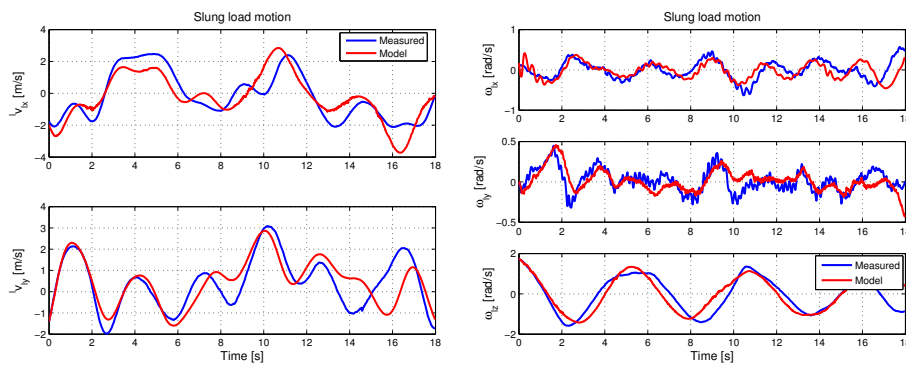 Slung load motion
4
2
0
−2
−4
lv_lx [m/s]
Measured
Model
0 2 4 6 8 10 12 14 16 18
4
3
2
1
0
−1
−2
lv_ly [m/s]
0 2 4 6 8 10 12 14 16 18
Time [s]
Slung load motion
1
0
−1
ω_lx [rad/s]
0 2 4 6 8 10 12 14 16 18
0.5
0
−0.5
ω_ly [rad/s]
0 2 4 6 8 10 12 14 16 18
2
0
−2
ω_lz [rad/s]
Measured
Model
0 2 4 6 8 10 12 14 16 18
Time [s]